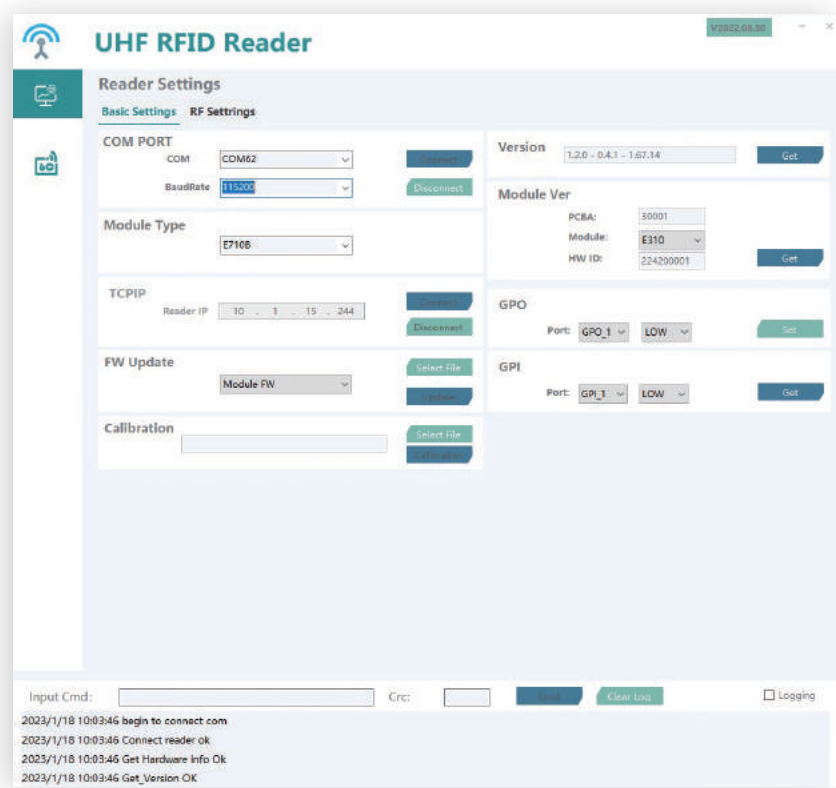 UHF RFID Reader
V2022.08.30
Reader Settings
Basic Settings RF Settrings
COM PORT
COM COM62
Connect
BaudRate 115200
Disconnect
Module Type
E710B
TCPIP
Reader IP 10 . 1 . 15 . 244
Connect
Disconnect
FW Update
Select File
Module FW
Update
Calibration
Select File
Calibration
Version 1.2.0 - 0.4.1 - 1.67.14 Get
Module Ver
PCBA: 30001
Module: E310
HW ID: 224200001 Get
GPO
Port: GPO_1 LOW Set
GPI
Port: GPI_1 LOW Get
Input Cmd: Crc: Send Clear Log Logging
2023/1/18 10:03:46 begin to connect com
2023/1/18 10:03:46 Connect reader ok
2023/1/18 10:03:46 Get Hardware Info Ok
2023/1/18 10:03:46 Get_Version OK